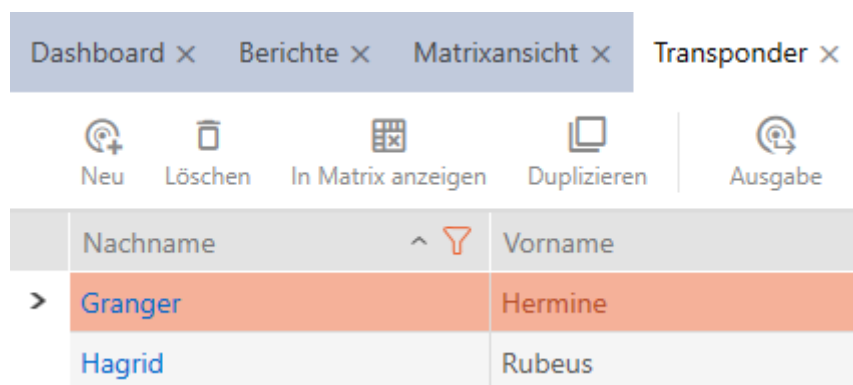 Dashboard × Berichte × Matrixansicht × Transponder ×
Neu Löschen In Matrix anzeigen Duplizieren Ausgabe
Nachname Vorname
Granger Hermine
Hagrid Rubeus